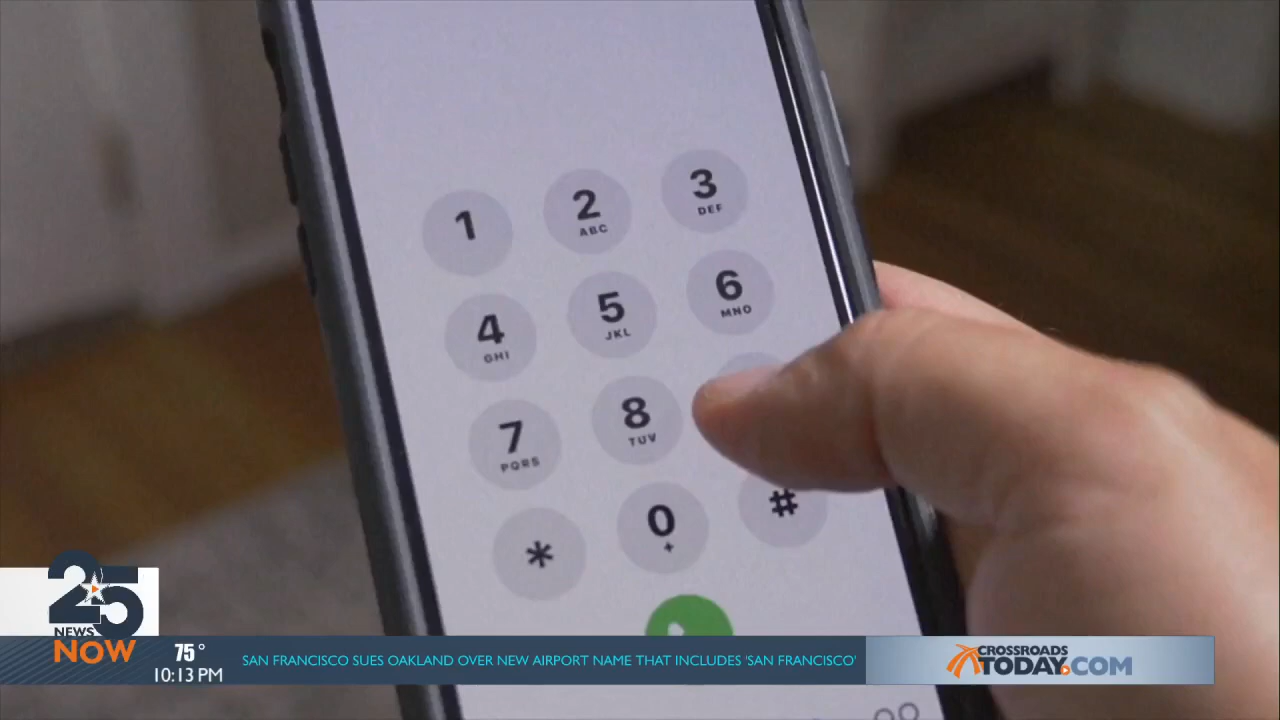 1
2
ABC
3
DEF
4
GHI
5
JKL
6
MNO
7
PQRS
8
TUV
*
0
+
#
25
NEWS
NOW
75°
10:13 PM
SAN FRANCISCO SUES OAKLAND OVER NEW AIRPORT NAME THAT INCLUDES 'SAN FRANCISCO'
CROSSROADS
TODAY.COM